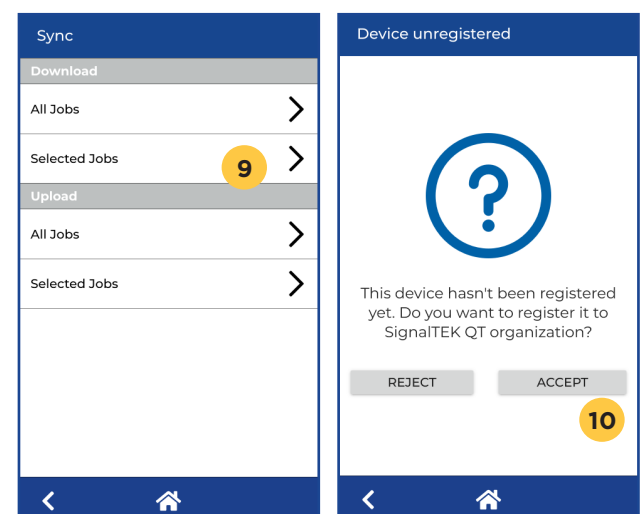 Sync
Download
All Jobs
Selected Jobs
9
Upload
All Jobs
Selected Jobs
Device unregistered
?
This device hasn't been registered
yet. Do you want to register it to
SignalTEK QT organization?
REJECT
ACCEPT
10